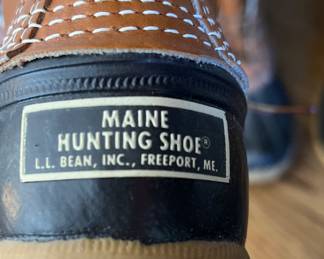 MAINE
HUNTING SHOE®
L.L. BEAN, INC., FREEPORT, ME.